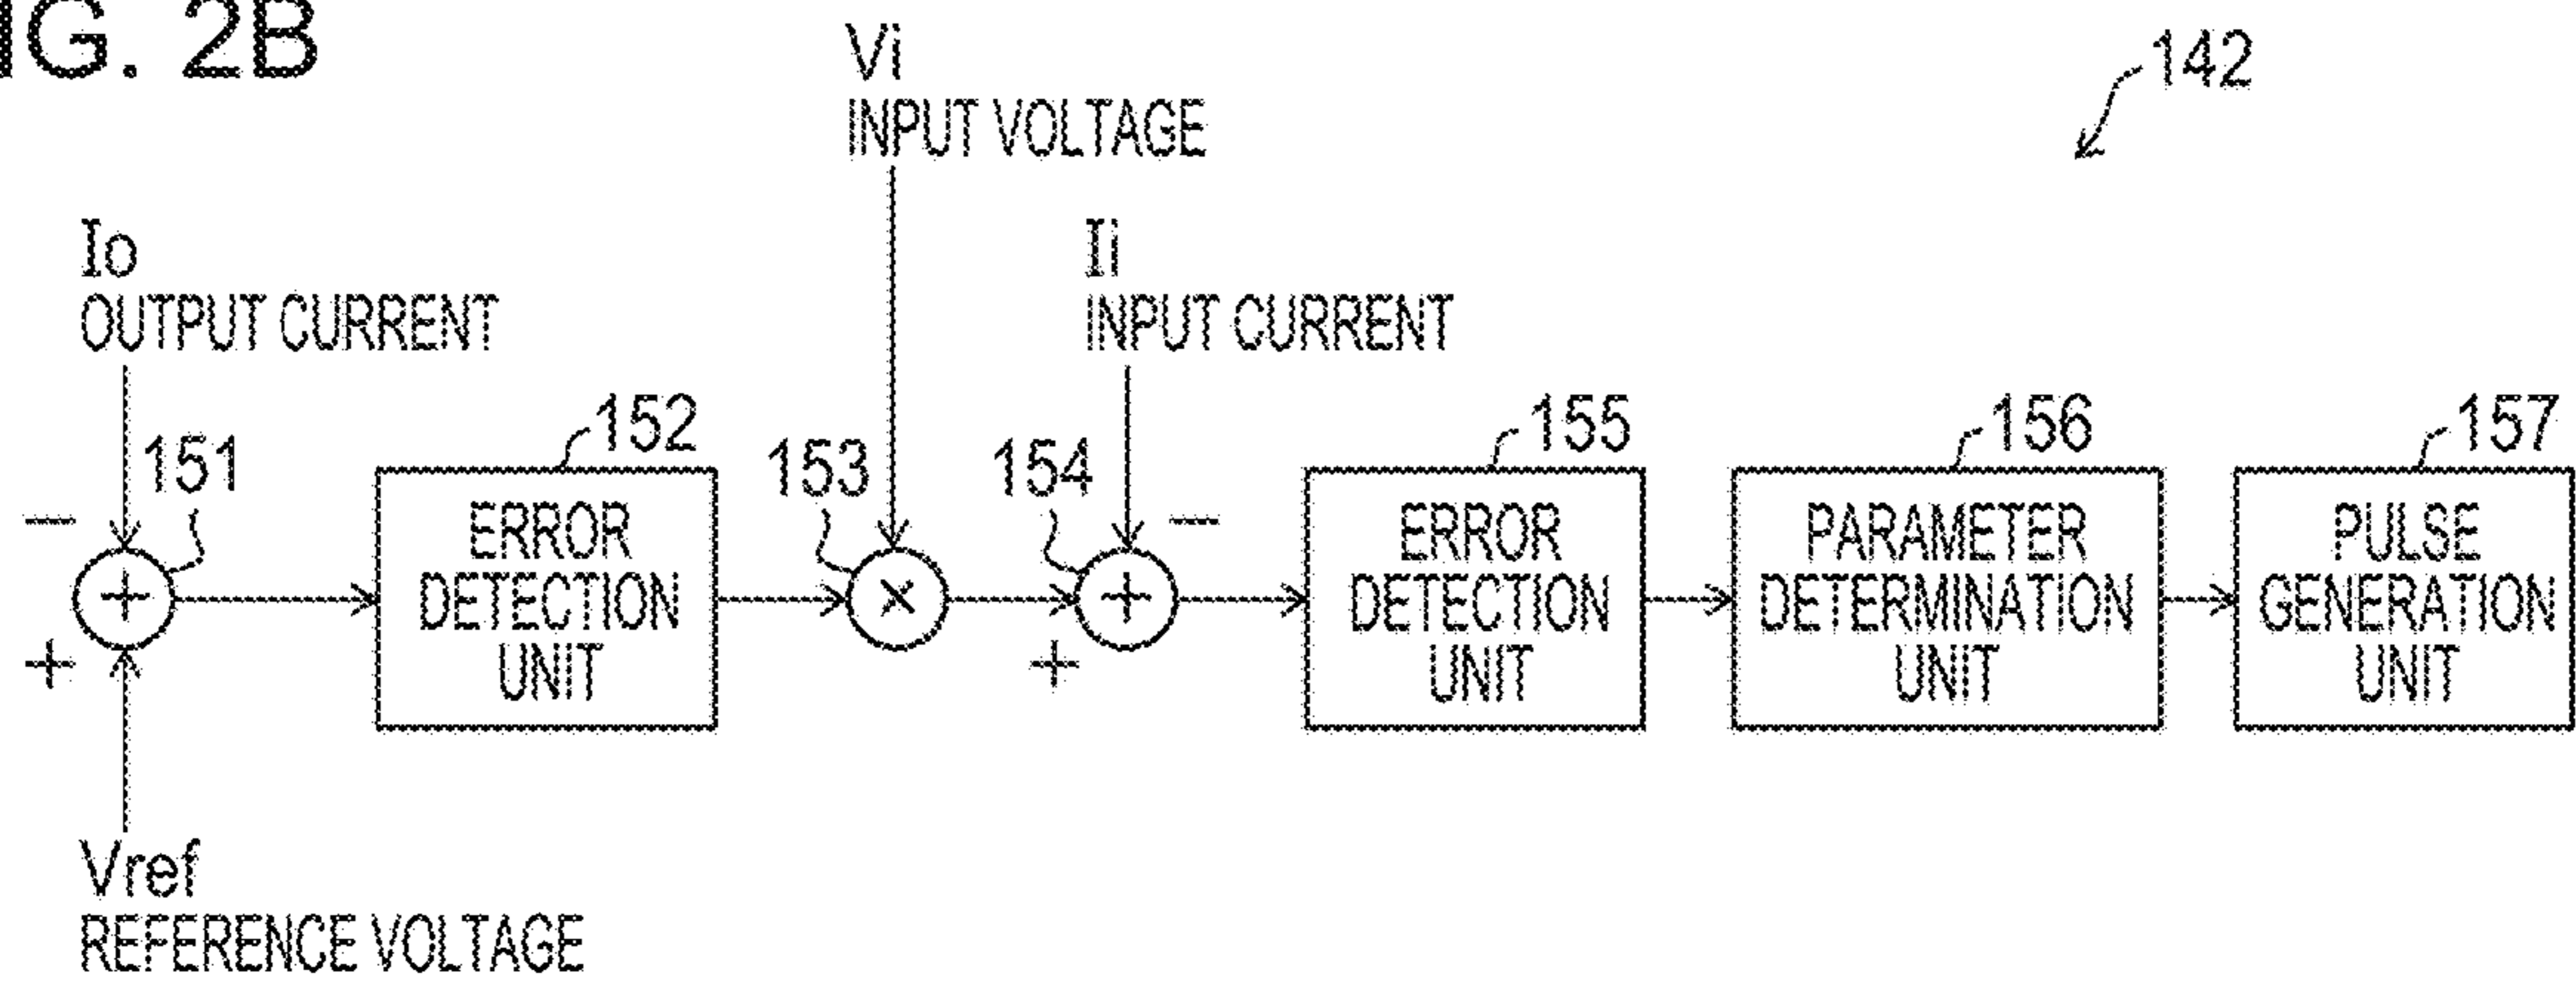 IG. 2B
142
Vi
INPUT VOLTAGE
Io
OUTPUT CURRENT
Ii
INPUT CURRENT
151
152
153
154
155
156
157
−
+
+
ERROR
DETECTION
UNIT
×
−
+
+
ERROR
DETECTION
UNIT
PARAMETER
DETERMINATION
UNIT
PULSE
GENERATION
UNIT
Vref
REFERENCE VOLTAGE